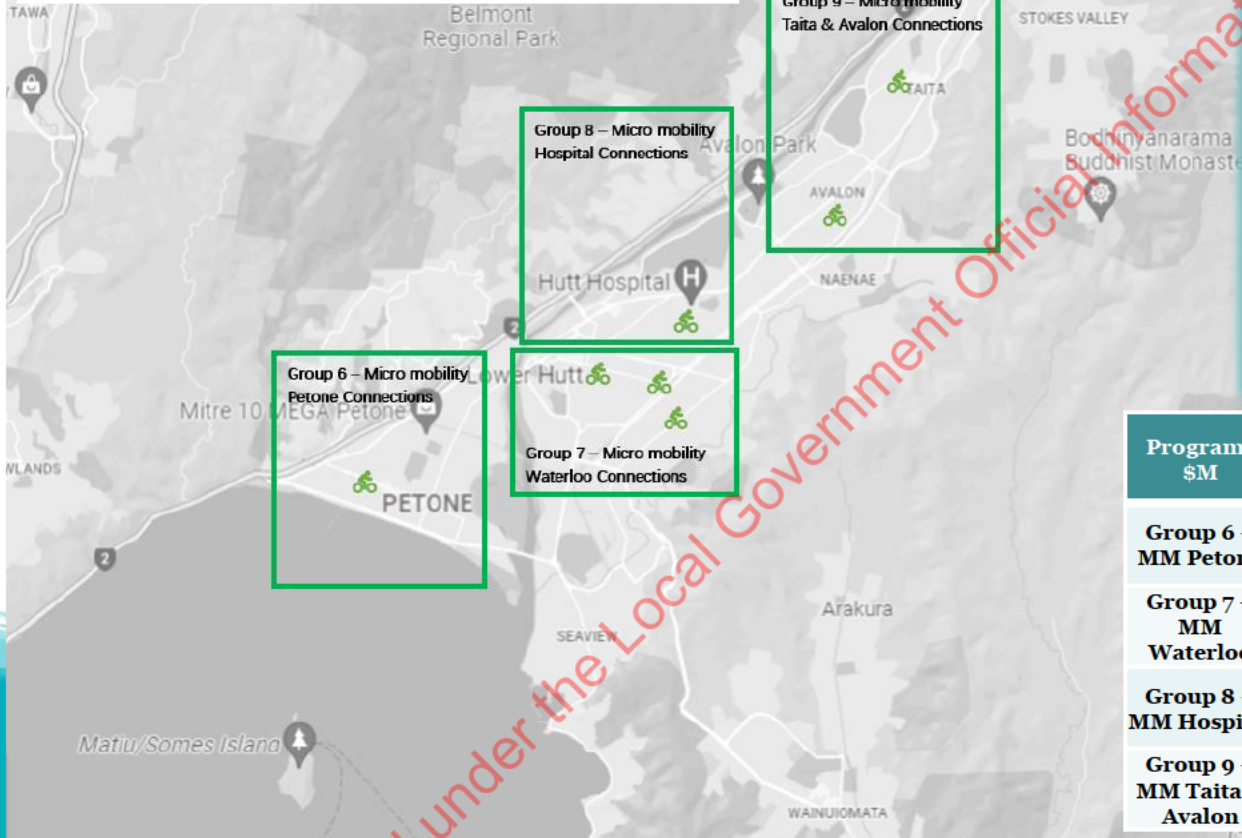 TAWA
Belmont
Regional Park
Group 9 – Micro mobility
Taita & Avalon Connections
STOKES VALLEY
TAITA
Group 8 – Micro mobility
Hospital Connections
Avalon Park
Bodhinyanarama
Buddhist Monaste
AVALON
Hutt Hospital
H
NAENAE
2
Group 6 – Micro mobility
Petone Connections
Lower Hutt
Mitre 10 MEGA Petone
Group 7 – Micro mobility
Waterloo Connections
WLANDS
PETONE
2
Arakura
SEAVIEW
Matiu/Somes Island
WAINUIOMATA
under the Local Government Official Informat
Program
$M
Group 6 -
MM Peton
Group 7 -
MM
Waterloo
Group 8 -
MM Hospi
Group 9 -
MM Taita
Avalon